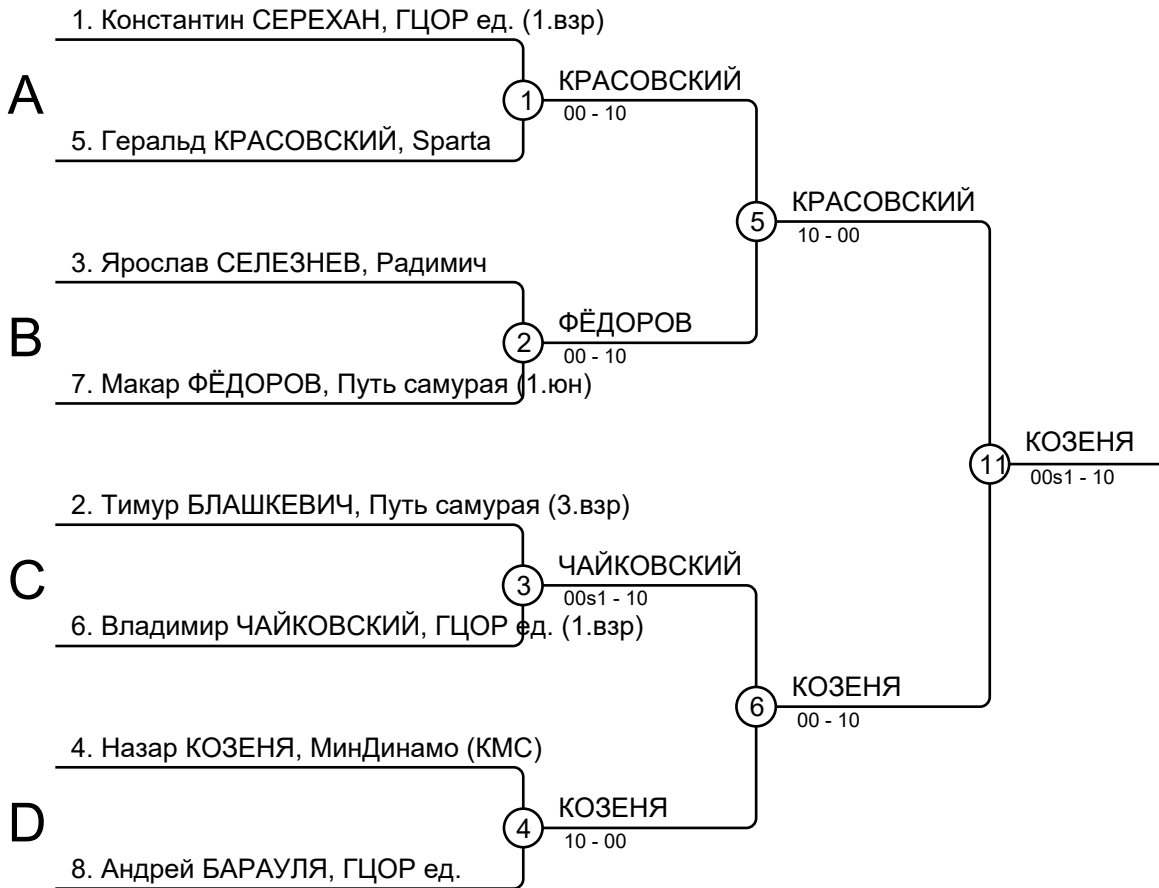 1. Константин СЕРЕХАН, ГЦОР ед. (1.взр)
A
1
КРАСОВСКИЙ
00 - 10
5. Геральд КРАСОВСКИЙ, Sparta
5
КРАСОВСКИЙ
10 - 00
3. Ярослав СЕЛЕЗНЕВ, Радимич
B
2
ФЁДОРОВ
00 - 10
7. Макар ФЁДОРОВ, Путь самурая (1.юн)
11
КОЗЕНЯ
00s1 - 10
2. Тимур БЛАШКЕВИЧ, Путь самурая (3.взр)
C
3
ЧАЙКОВСКИЙ
00s1 - 10
6. Владимир ЧАЙКОВСКИЙ, ГЦОР ед. (1.взр)
6
КОЗЕНЯ
00 - 10
4. Назар КОЗЕНЯ, МинДинамо (КМС)
D
4
КОЗЕНЯ
10 - 00
8. Андрей БАРАУЛЯ, ГЦОР ед.